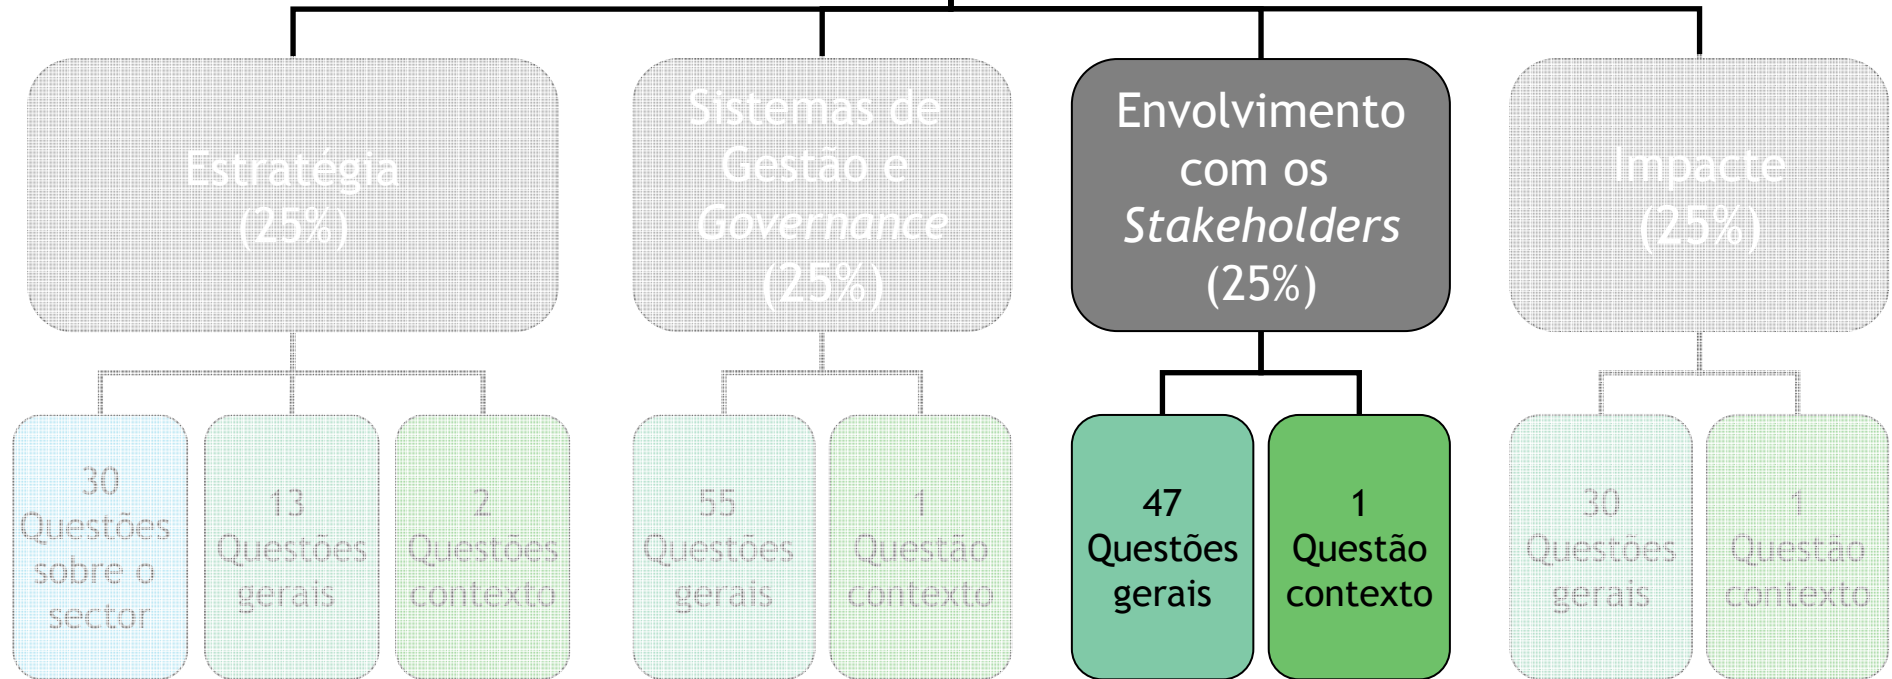 Estratégia
(25%)
Sistemas de
Gestão e
Governance
(25%)
Envolvimento
com os
Stakeholders
(25%)
Impacte
(25%)
30
Questões
sobre o
sector
13
Questões
gerais
2
Questões
contexto
55
Questões
gerais
1
Questão
contexto
47
Questões
gerais
1
Questão
contexto
30
Questões
gerais
1
Questão
contexto